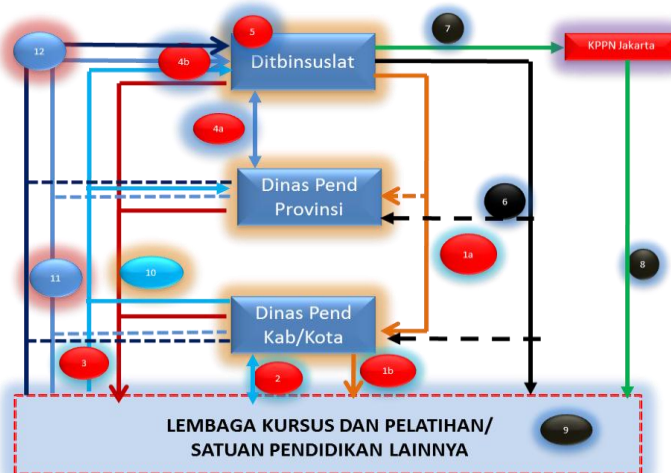 5
7
12
4b
Ditbinsuslat
KPPN Jakarta
4a
Dinas Pend
Provinsi
6
1a
11
10
8
Dinas Pend
Kab/Kota
3
2
1b
LEMBAGA KURSUS DAN PELATIHAN/
SATUAN PENDIDIKAN LAINNYA
9